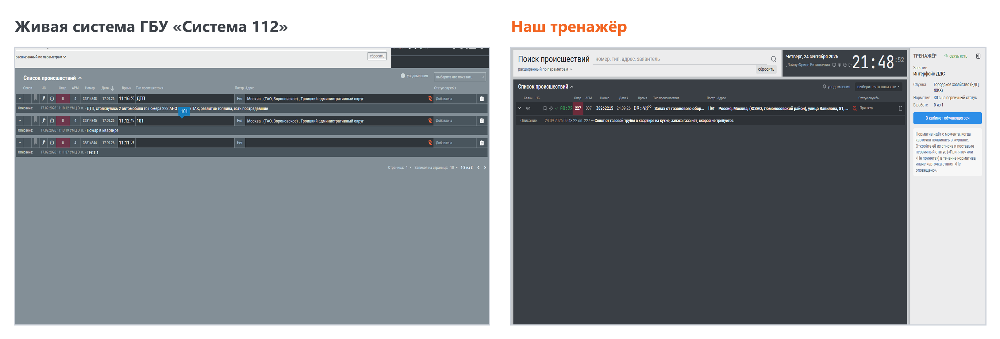 Живая система ГБУ «Система 112»
расширенный по параметрам
сбросить
Список происшествий
уведомления
выберите что показать
Связи ЧС Опер. АРМ Номер Дата Время Тип происшествия Постр. Адрес Статус службы
0 4 36814848 17.09.26 11:16:53 ДТП Нет Москва , (ТАО, Вороновское) , Троицкий административный округ Добавлена
Описание: 17.09.2026 11:18:12 УМЦ О. п. - ДТП, столкнулись 2 автомобиля гс номера 223 АНО ЗПАК, разлитие топлива, есть пострадавшие
101
0 4 36814845 17.09.26 11:12:43 101 Нет Москва , (ТАО, Вороновское) , Троицкий административный округ Добавлена
Описание: 17.09.2026 11:13:19 УМЦ О. п. - Пожар в квартире
0 4 36814844 17.09.26 11:11:01 Нет Добавлена
Описание: 17.09.2026 11:11:37 УМЦ О. п. - ТЕСТ 1
Страница: 1 Записей на странице: 10 1-3 из 3
Наш тренажёр
Поиск происшествий номер, тип, адрес, заявитель
расширенный по параметрам
сбросить
Четверг, 24 сентября 2026
, Зайву Фрице Витальевич
21:48:52
Список происшествий
уведомления
выберите что показать
Связи ЧС Опер. АРМ Номер Дата Время Тип происшествия Постр. Адрес Статус службы
00:22 227 007 38262215 24.09.26 09:48²² Запах от газовового обор... Нет Россия, Москва, (ЮЗАО, Ломоносовский район), улица Вавилова, 81, ... Принята
Описание: 24.09.2026 09:48:22 оп. 227 — Свист от газовой трубы в квартире на кухне, запаха газа нет, скорая не требуется.
ТРЕНАЖЁР
связь есть
Занятие
Интерфейс ДДС
Служба Городское хозяйство (ЕДЦ
ЖКХ)
Норматив 30 с на первичный статус
В работе 0 из 1
В кабинет обучающегося
Норматив идёт с момента, когда
карточка появилась в журнале.
Откройте её из списка и поставьте
первичный статус («Принята» или
«Не принята») в течение норматива,
иначе карточка станет «Не
оповещено».